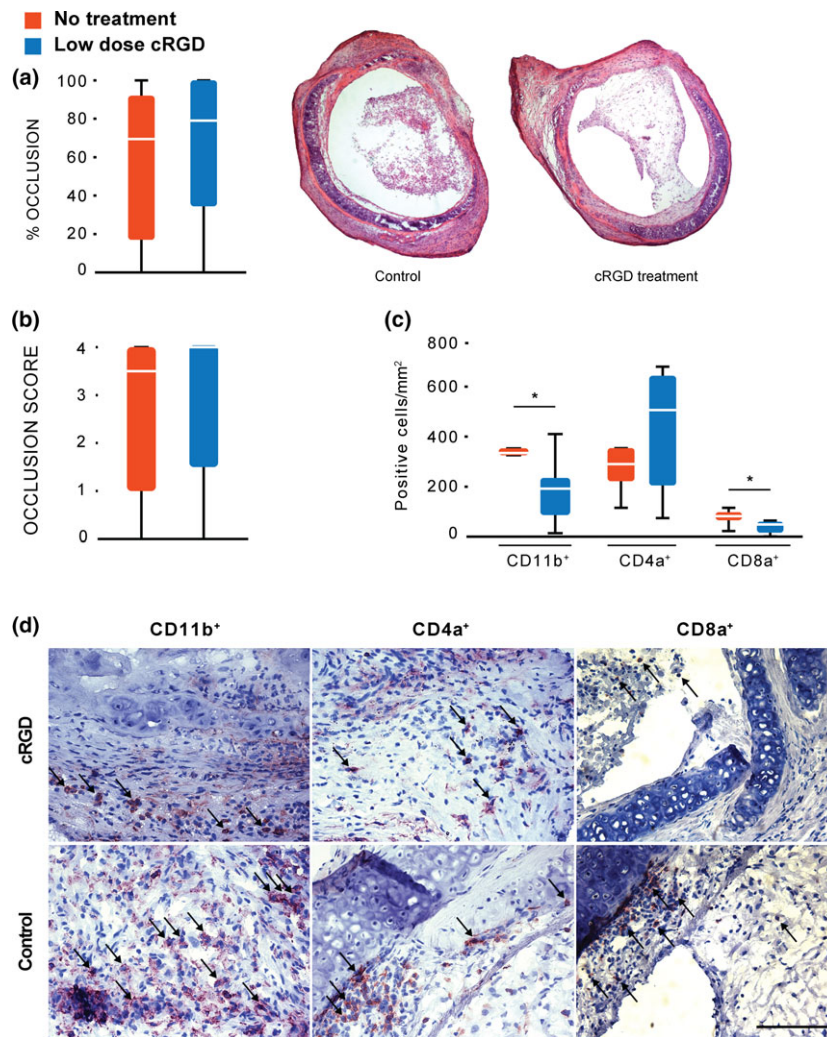 No treatment
Low dose cRGD
(a)
% OCCLUSION
100
80
60
40
20
0
Control
cRGD treatment
(b)
OCCLUSION SCORE
4
3
2
1
0
(c)
Positive cells/mm²
800
600
400
200
0
*
*
CD11b⁺
CD4a⁺
CD8a⁺
(d)
CD11b⁺
CD4a⁺
CD8a⁺
cRGD
Control